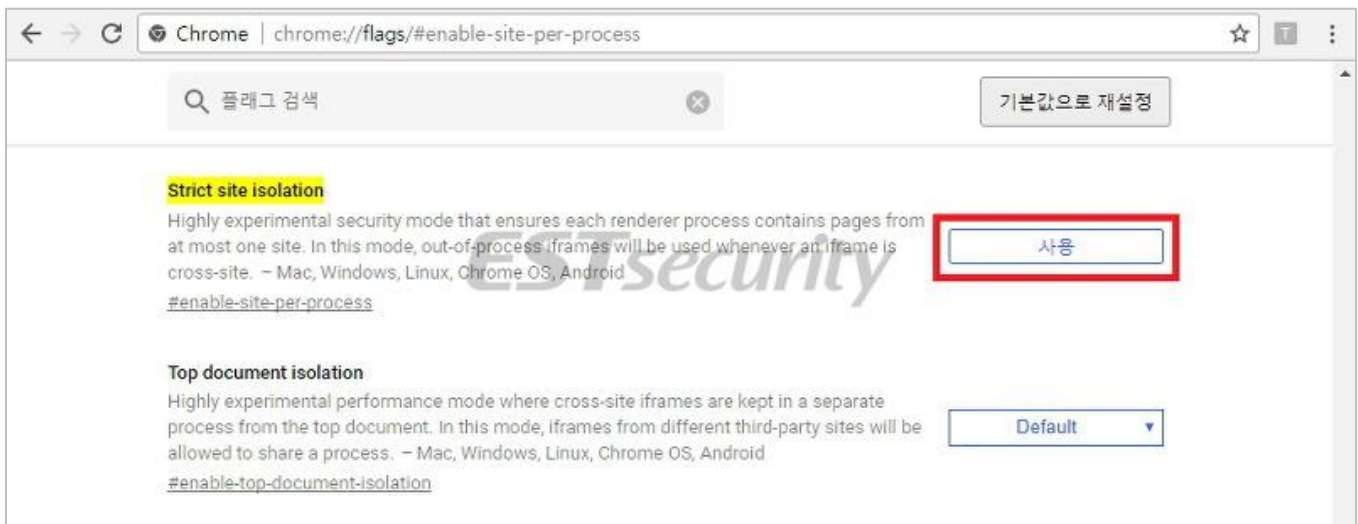 Chrome | chrome://flags/#enable-site-per-process
플래그 검색
기본값으로 재설정
Strict site isolation
Highly experimental security mode that ensures each renderer process contains pages from
at most one site. In this mode, out-of-process iframes will be used whenever an iframe is
cross-site. – Mac, Windows, Linux, Chrome OS, Android
#enable-site-per-process
사용
ESTsecurity
Top document isolation
Highly experimental performance mode where cross-site iframes are kept in a separate
process from the top document. In this mode, iframes from different third-party sites will be
allowed to share a process. – Mac, Windows, Linux, Chrome OS, Android
#enable-top-document-isolation
Default